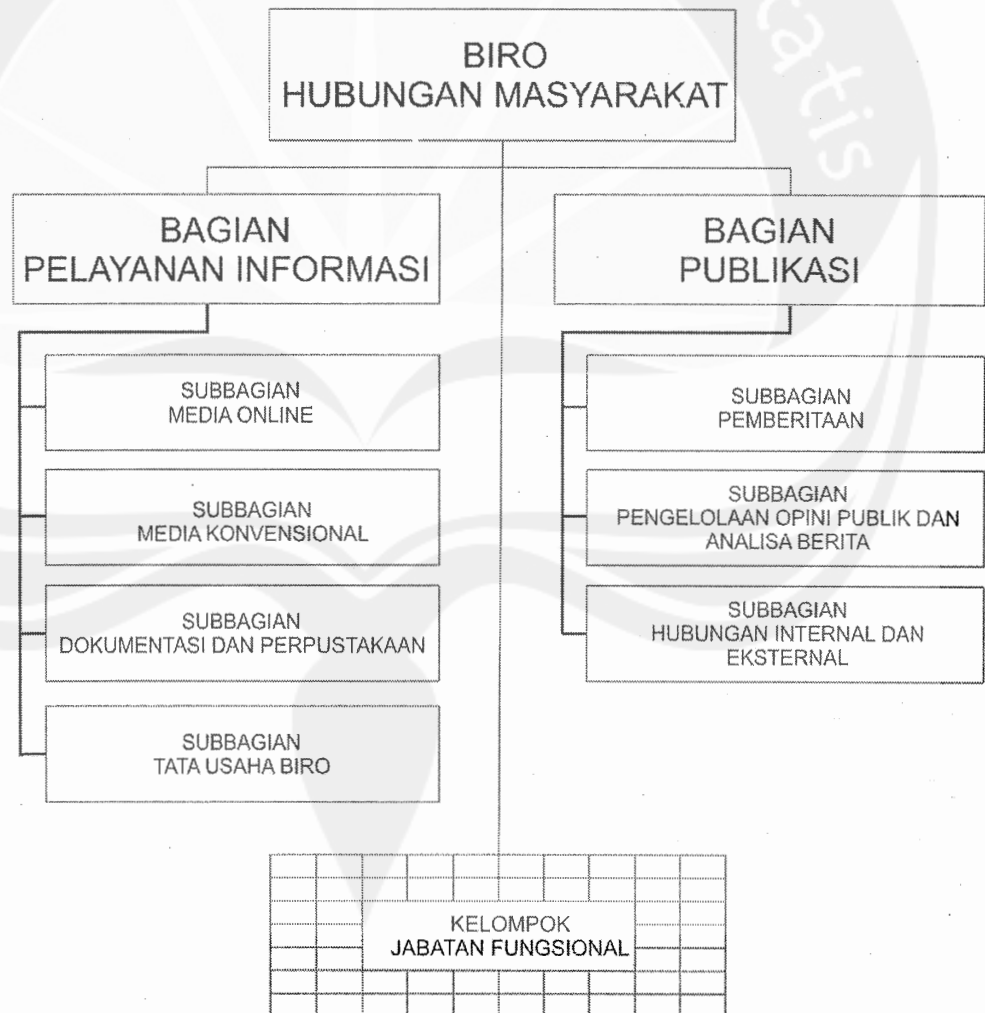 BIRO
HUBUNGAN MASYARAKAT
BAGIAN
PELAYANAN INFORMASI
SUBBAGIAN
MEDIA ONLINE
SUBBAGIAN
MEDIA KONVENSIONAL
SUBBAGIAN
DOKUMENTASI DAN PERPUSTAKAAN
SUBBAGIAN
TATA USAHA BIRO
BAGIAN
PUBLIKASI
SUBBAGIAN
PEMBERITAAN
SUBBAGIAN
PENGELOLAAN OPINI PUBLIK DAN
ANALISA BERITA
SUBBAGIAN
HUBUNGAN INTERNAL DAN
EKSTERNAL
KELOMPOK
JABATAN FUNGSIONAL